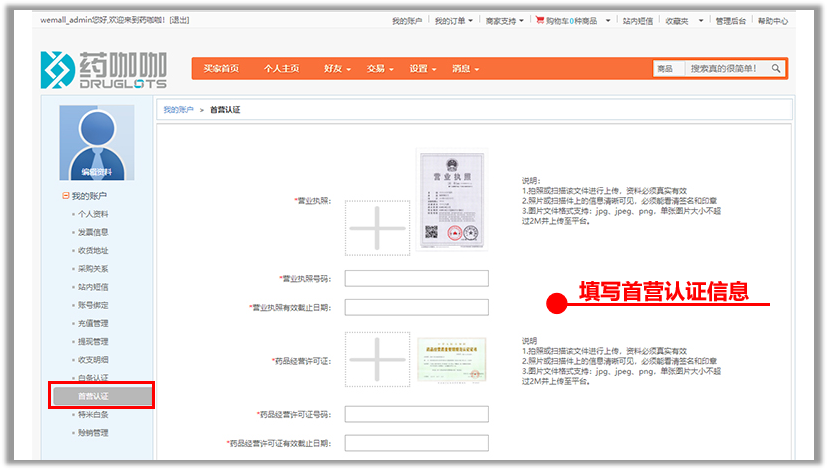 wemall_admin您好,欢迎来到药咖咖! [退出]
我的账户 我的订单 商家支持 购物车0种商品 站内短信 收藏夹 管理后台 帮助中心
药咖咖
DRUGLOTS
买家首页 个人主页 好友 交易 设置 消息 商品 搜索真的很简单!
编辑资料
我的账户
个人资料
发票信息
收货地址
采购关系
站内短信
账号绑定
充值管理
提现管理
收支明细
白条认证
首营认证
特米白条
赊销管理
我的账户 > 首营认证
*营业执照:
营业执照
说明:
1.拍照或扫描该文件进行上传，资料必须真实有效
2.照片或扫描件上的信息清晰可见，必须能看清签名和印章
3.图片文件格式支持: jpg、jpeg、png，单张图片大小不超
过2M并上传至平台。
*营业执照号码:
*营业执照有效截止日期:
填写首营认证信息
*药品经营许可证:
说明
1.拍照或扫描该文件进行上传，资料必须真实有效
2.照片或扫描件上的信息清晰可见，必须能看清签名和印章
3.图片文件格式支持: jpg、jpeg、png，单张图片大小不超
过2M并上传至平台。
*药品经营许可证号码:
*药品经营许可证有效截止日期: